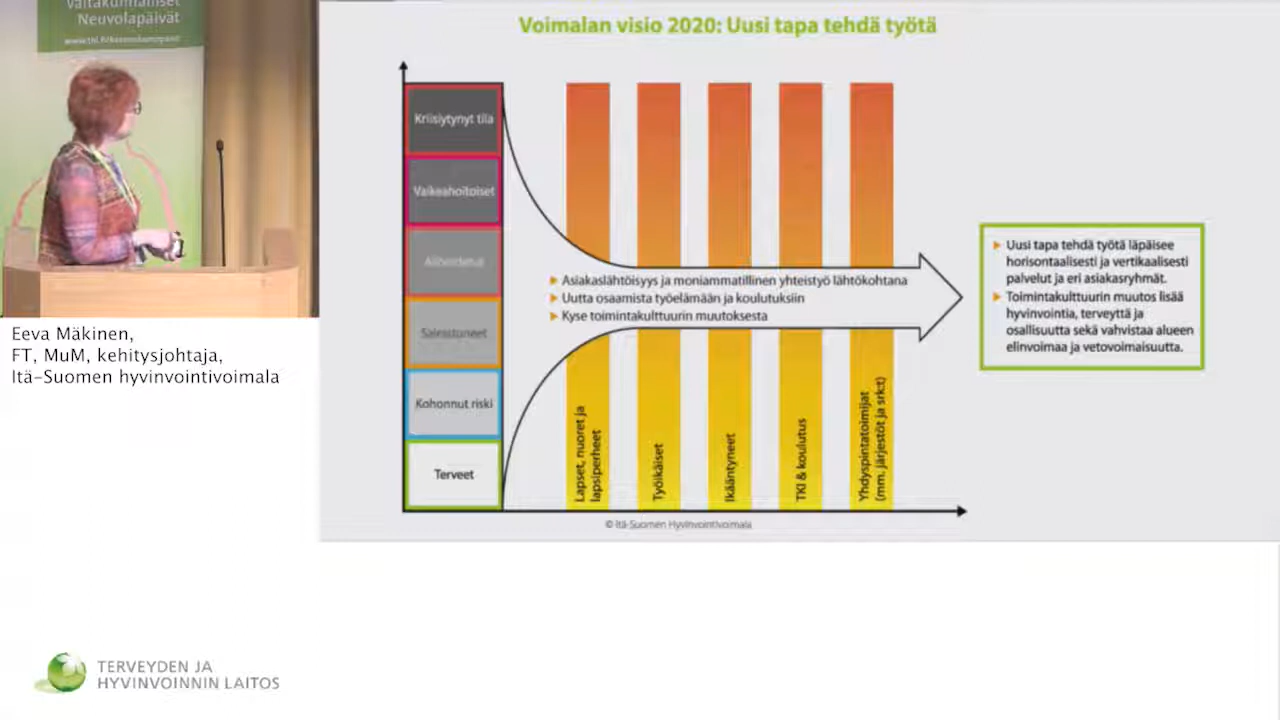 Valtakunnalliset
Neuvolapäivät
Eeva Mäkinen,
FT, MuM, kehitysjohtaja,
Itä-Suomen hyvinvointivoimala
TERVEYDEN JA
HYVINVOINNIN LAITOS
Voimalan visio 2020: Uusi tapa tehdä työtä
Kriisiytynyt tila
Vaikeahoitoiset
Alihoidetut
Sairastuneet
Kohonnut riski
Terveet
Asiakaslähtöisyys ja moniammatillinen yhteistyö lähtökohtana
Uutta osaamista työelämään ja koulutuksiin
Kyse toimintakulttuurin muutoksesta
Lapset, nuoret ja
lapsiperheet
Työikäiset
Ikääntyneet
TKI & koulutus
Yhdyspintatoimijat
(mm. järjestöt ja srk:t)
Uusi tapa tehdä työtä läpäisee
horisontaalisesti ja vertikaalisesti
palvelut ja eri asiakasryhmät.
Toimintakulttuurin muutos lisää
hyvinvointia, terveyttä ja
osallisuutta sekä vahvistaa alueen
elinvoimaa ja vetovoimaisuutta.
© Itä-Suomen Hyvinvointivoimala